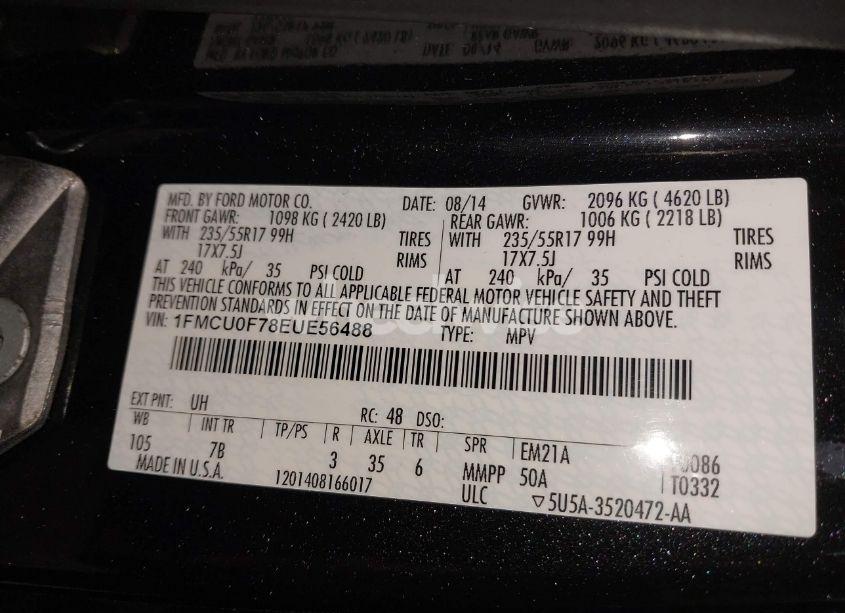 MFD. BY FORD MOTOR CO. DATE: 08/14 GVWR: 2096 KG ( 4620 LB)
FRONT GAWR: 1098 KG ( 2420 LB) REAR GAWR: 1006 KG ( 2218 LB)
WITH 235/55R17 99H TIRES WITH 235/55R17 99H TIRES
17X7.5J RIMS 17X7.5J RIMS
AT 240 kPa/ 35 PSI COLD AT 240 kPa/ 35 PSI COLD
THIS VEHICLE CONFORMS TO ALL APPLICABLE FEDERAL MOTOR VEHICLE SAFETY AND THEFT
PREVENTION STANDARDS IN EFFECT ON THE DATE OF MANUFACTURE SHOWN ABOVE.
VIN: 1FMCU0F78EUE56488 TYPE: MPV
EXT PNT: UH RC: 48 DSO:
WB INT TR TP/PS R AXLE TR SPR EM21A 0086
105 7B 3 35 6 MMPP 50A T0332
MADE IN U.S.A. 1201408166017 ULC ▽5U5A-3520472-AA